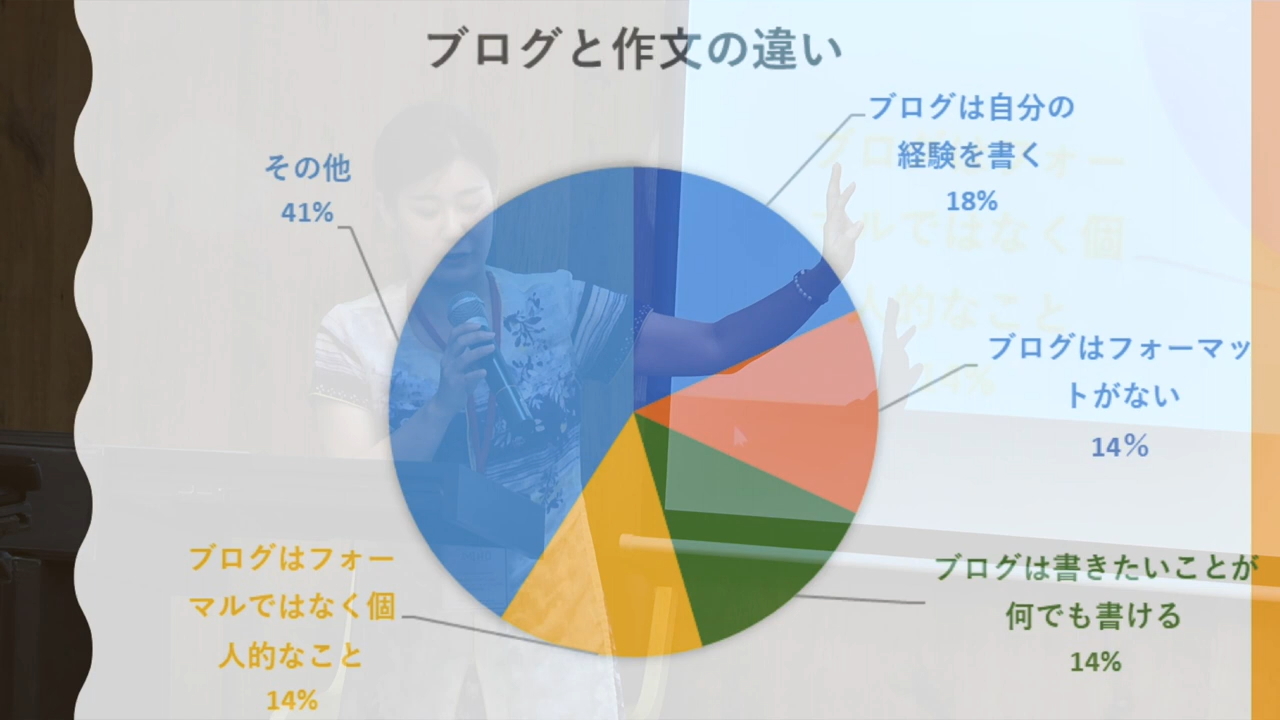 ブログと作文の違い
ブログは自分の
経験を書く
18%
ブログはフォーマッ
トがない
14%
ブログは書きたいことが
何でも書ける
14%
ブログはフォー
マルではなく個
人的なこと
14%
その他
41%